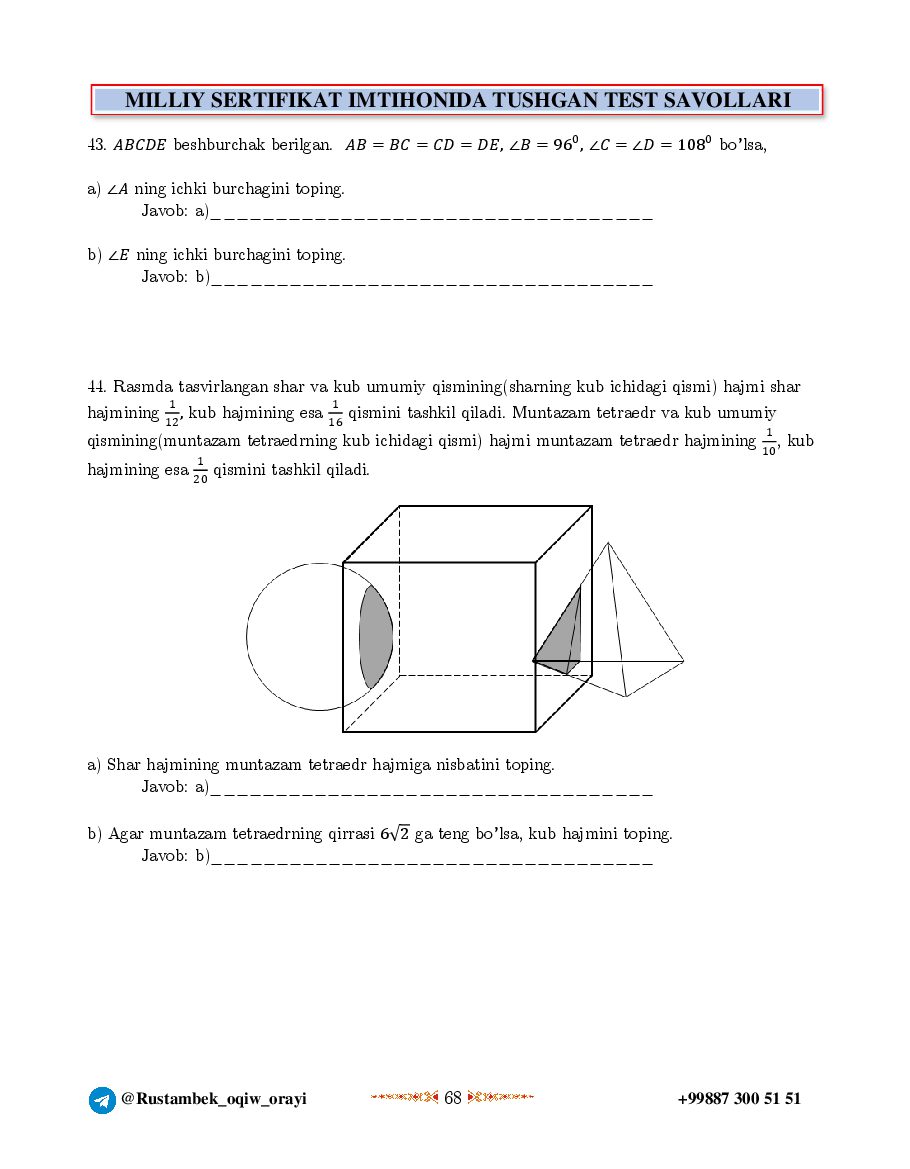 MILLIY SERTIFIKAT IMTIHONIDA TUSHGAN TEST SAVOLLARI
43. ABCDE beshburchak berilgan. AB = BC = CD = DE, ∠B = 96⁰, ∠C = ∠D = 108⁰ bo’lsa,
a) ∠A ning ichki burchagini toping.
Javob: a)__________________________________
b) ∠E ning ichki burchagini toping.
Javob: b)__________________________________
44. Rasmda tasvirlangan shar va kub umumiy qismining(sharning kub ichidagi qismi) hajmi shar
hajmining 1/12, kub hajmining esa 1/16 qismini tashkil qiladi. Muntazam tetraedr va kub umumiy
qismining(muntazam tetraedrning kub ichidagi qismi) hajmi muntazam tetraedr hajmining 1/10, kub
hajmining esa 1/20 qismini tashkil qiladi.
a) Shar hajmining muntazam tetraedr hajmiga nisbatini toping.
Javob: a)__________________________________
b) Agar muntazam tetraedrning qirrasi 6√2 ga teng bo’lsa, kub hajmini toping.
Javob: b)__________________________________
@Rustambek_oqiw_orayi 68 +99887 300 51 51